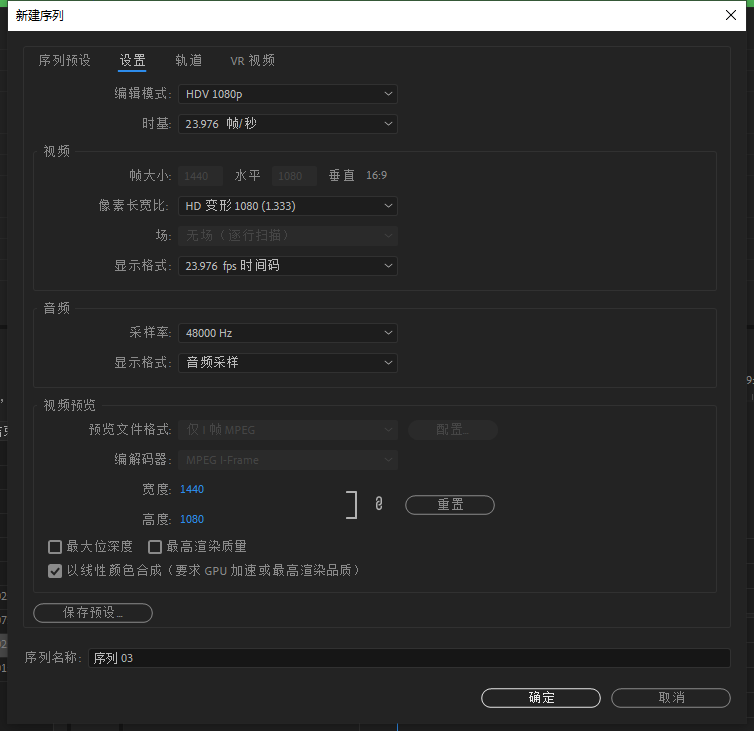 新建序列
序列预设 设置 轨道 VR 视频
编辑模式: HDV 1080p
时基: 23.976 帧/秒
视频
帧大小: 1440 水平 1080 垂直 16:9
像素长宽比: HD 变形 1080 (1.333)
场: 无场（逐行扫描）
显示格式: 23.976 fps 时间码
音频
采样率: 48000 Hz
显示格式: 音频采样
视频预览
预览文件格式: 仅 I 帧 MPEG 配置...
编解码器: MPEG I-Frame
宽度: 1440
重置
高度: 1080
最大位深度 最高渲染质量
以线性颜色合成（要求 GPU 加速或最高渲染品质）
保存预设...
序列名称: 序列 03
确定 取消